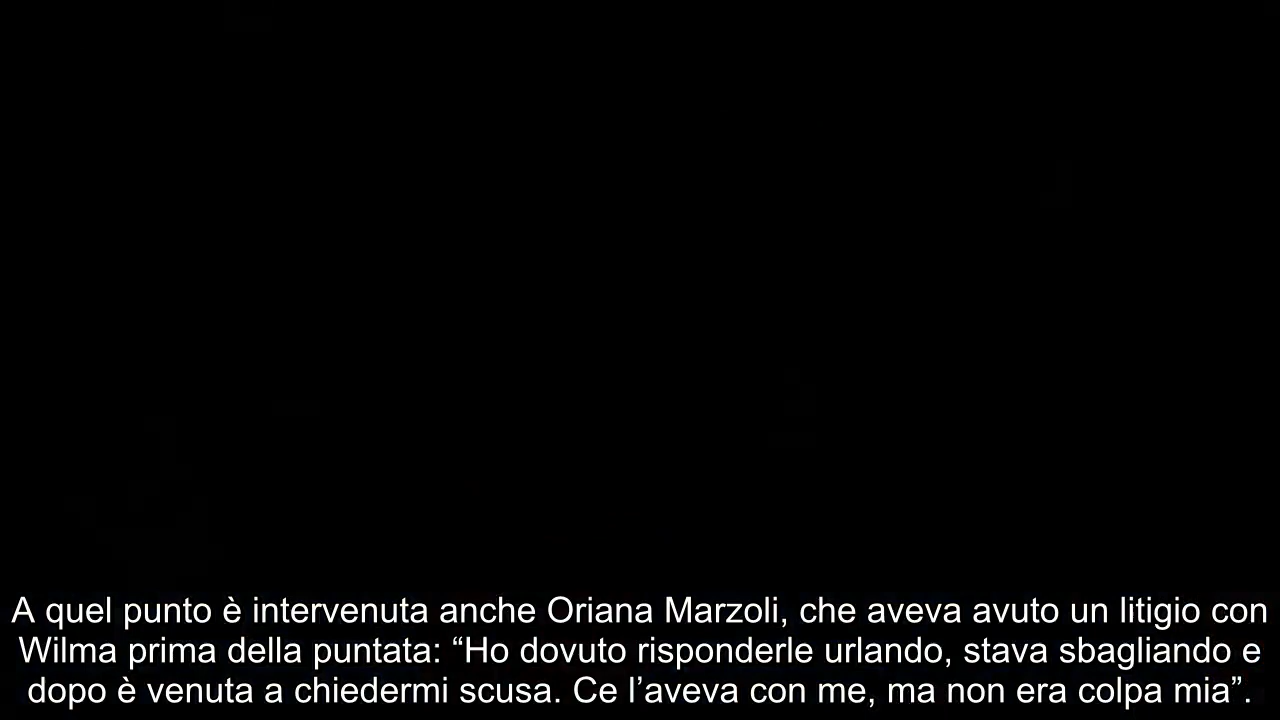 A quel punto è intervenuta anche Oriana Marzoli, che aveva avuto un litigio con
Wilma prima della puntata: “Ho dovuto risponderle urlando, stava sbagliando e
dopo è venuta a chiedermi scusa. Ce l’aveva con me, ma non era colpa mia”.